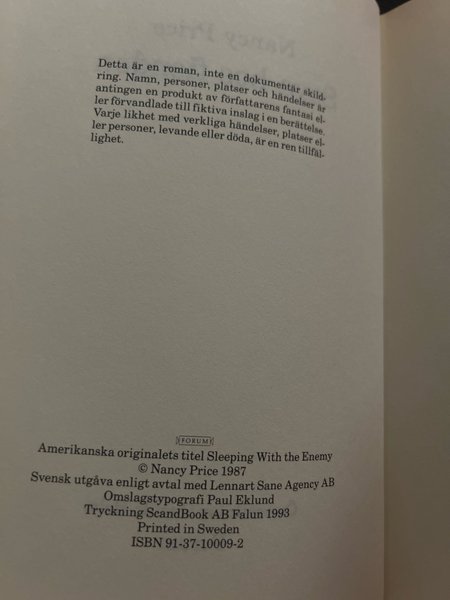 Nancy Price
Detta är en roman, inte en dokumentär skild-
ring. Namn, personer, platser och händelser är
antingen en produkt av författarens fantasi el-
ler förvandlade till fiktiva inslag i en berättelse.
Varje likhet med verkliga händelser, platser el-
ler personer, levande eller döda, är en ren tillfäl-
lighet.
FORUM
Amerikanska originalets titel Sleeping With the Enemy
© Nancy Price 1987
Svensk utgåva enligt avtal med Lennart Sane Agency AB
Omslagstypografi Paul Eklund
Tryckning ScandBook AB Falun 1993
Printed in Sweden
ISBN 91-37-10009-2